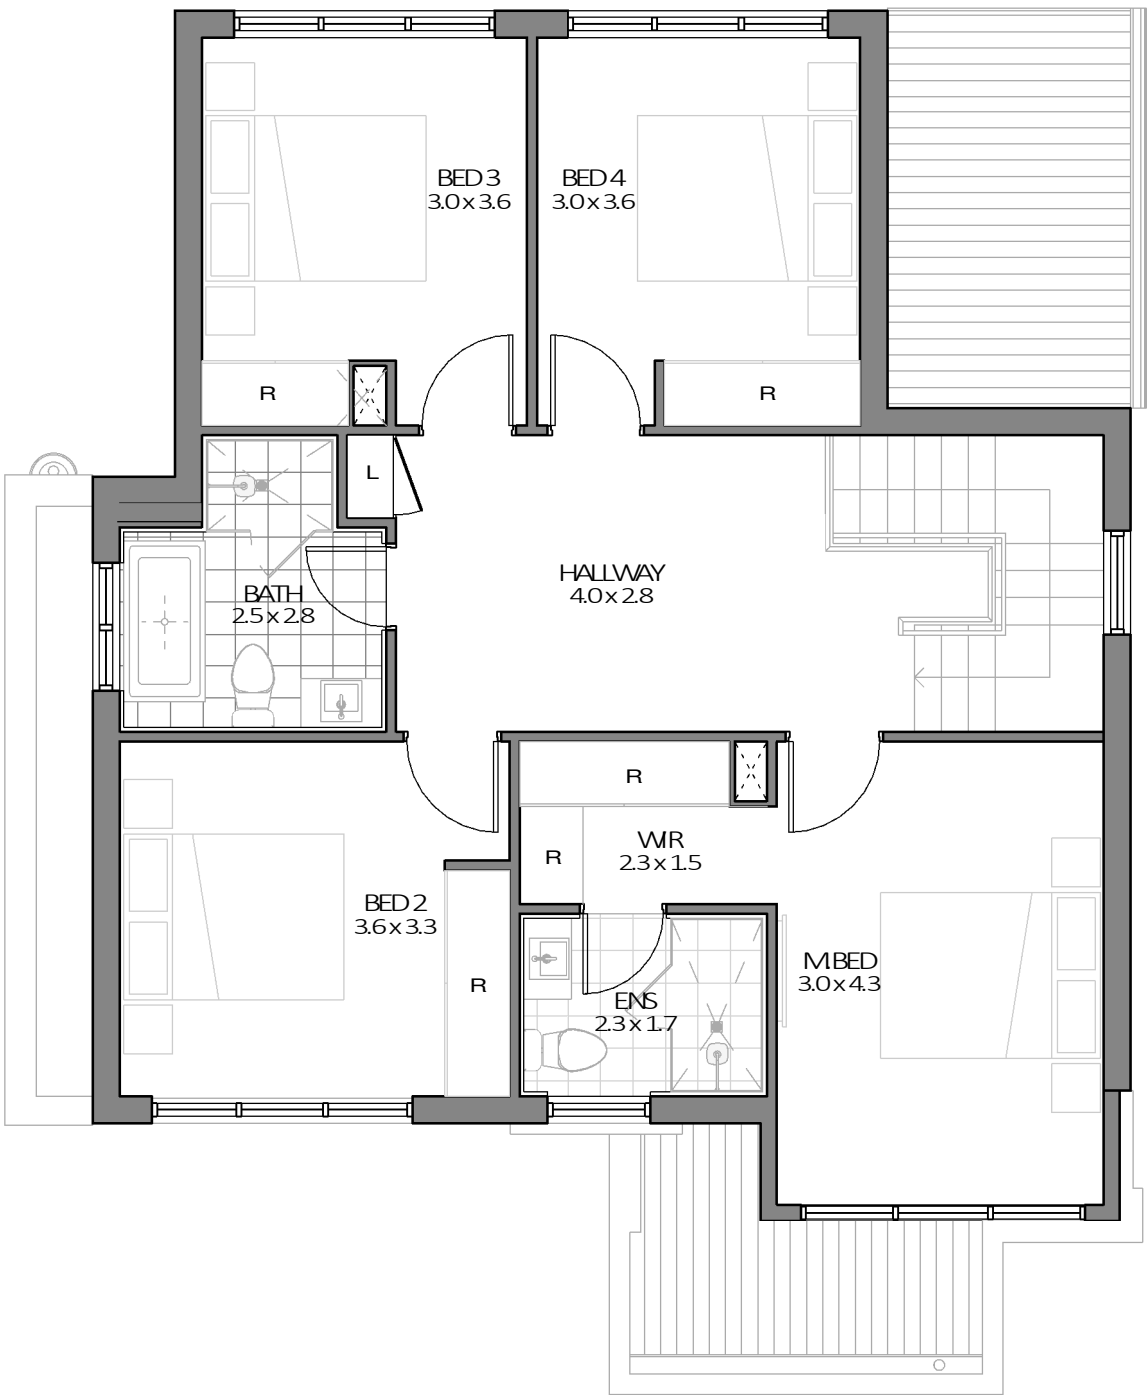 BED 3
3.0 x 3.6
BED 4
3.0 x 3.6
R
R
L
HALLWAY
4.0 x 2.8
BATH
2.5 x 2.8
R
WIR
2.3 x 1.5
R
BED 2
3.6 x 3.3
M.BED
3.0 x 4.3
R
ENS
2.3 x 1.7